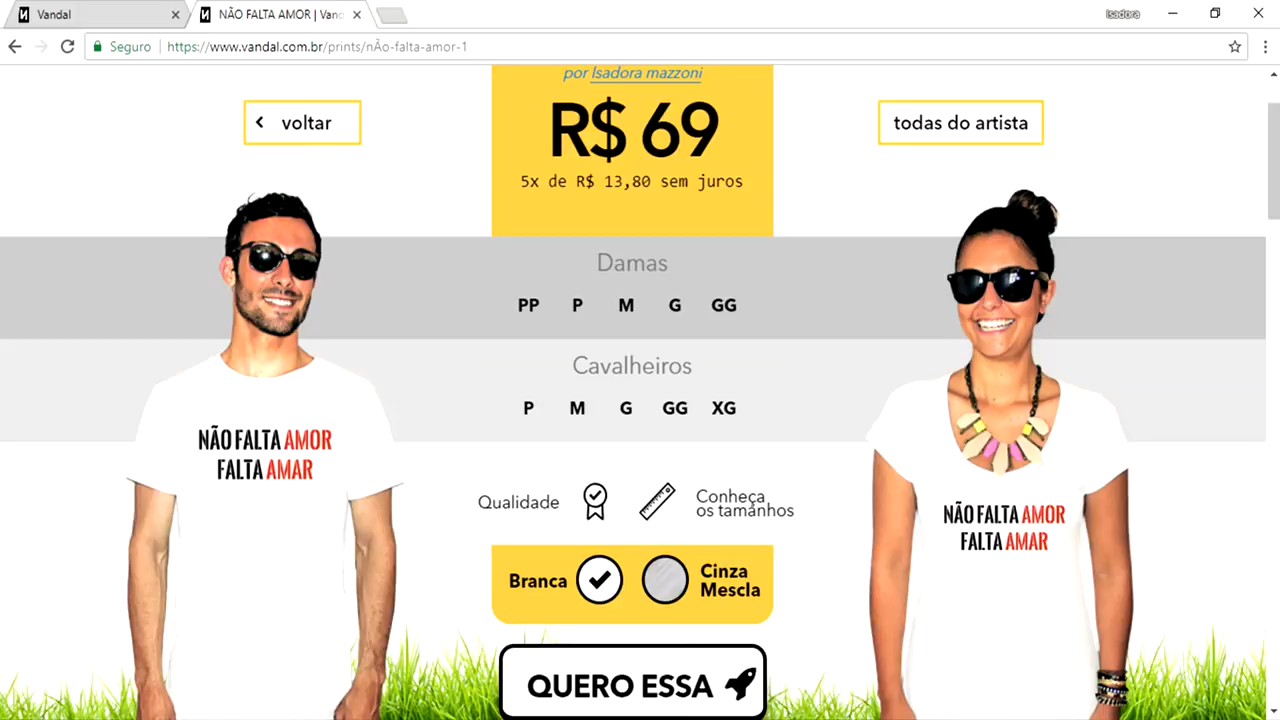 Vandal
NÃO FALTA AMOR | Vand
Isadora
Seguro
https://www.vandal.com.br/prints/nÃo-falta-amor-1
por Isadora mazzoni
voltar
R$ 69
todas do artista
5x de R$ 13,80 sem juros
Damas
PP P M G GG
Cavalheiros
P M G GG XG
NÃO FALTA AMOR
FALTA AMAR
Qualidade
Conheça
os tamanhos
NÃO FALTA AMOR
FALTA AMAR
Branca
Cinza
Mescla
QUERO ESSA